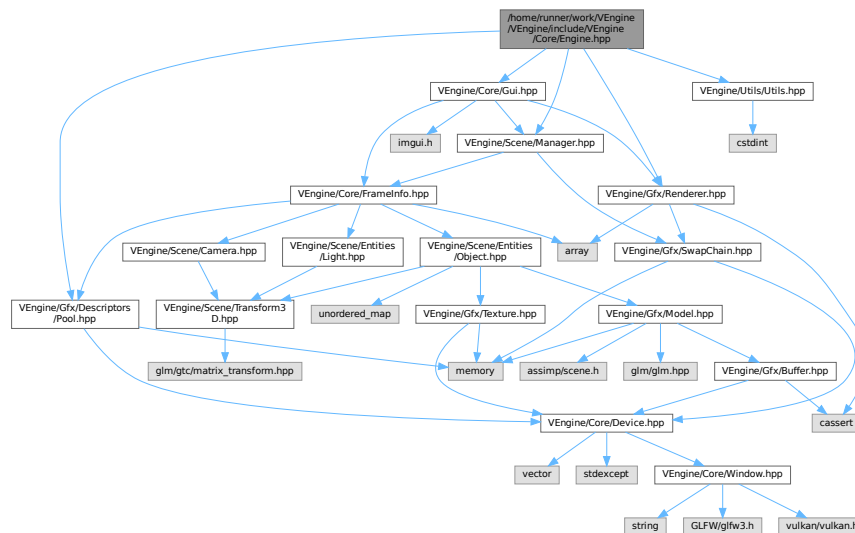 /home/runner/work/VEngine
/VEngine/include/VEngine
/Core/Engine.hpp
VEngine/Core/Gui.hpp
VEngine/Utils/Utils.hpp
imgui.h
VEngine/Scene/Manager.hpp
cstdint
VEngine/Core/FrameInfo.hpp
VEngine/Gfx/Renderer.hpp
VEngine/Scene/Camera.hpp
VEngine/Scene/Entities
/Light.hpp
VEngine/Scene/Entities
/Object.hpp
array
VEngine/Gfx/SwapChain.hpp
VEngine/Gfx/Descriptors
/Pool.hpp
VEngine/Scene/Transform3
D.hpp
unordered_map
VEngine/Gfx/Texture.hpp
VEngine/Gfx/Model.hpp
glm/gtc/matrix_transform.hpp
memory
assimp/scene.h
glm/glm.hpp
VEngine/Gfx/Buffer.hpp
VEngine/Core/Device.hpp
cassert
vector
stdexcept
VEngine/Core/Window.hpp
string
GLFW/glfw3.h
vulkan/vulkan.h